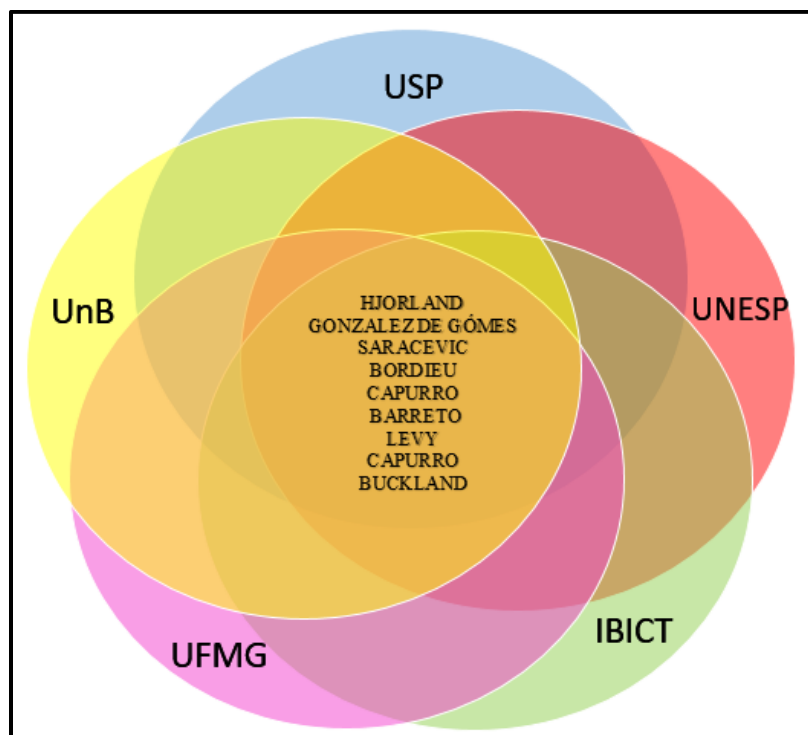 USP
UnB
UNESP
HJORLAND
GONZALEZ DE GÓMES
SARACEVIC
BORDIEU
CAPURRO
BARRETO
LEVY
CAPURRO
BUCKLAND
UFMG
IBICT